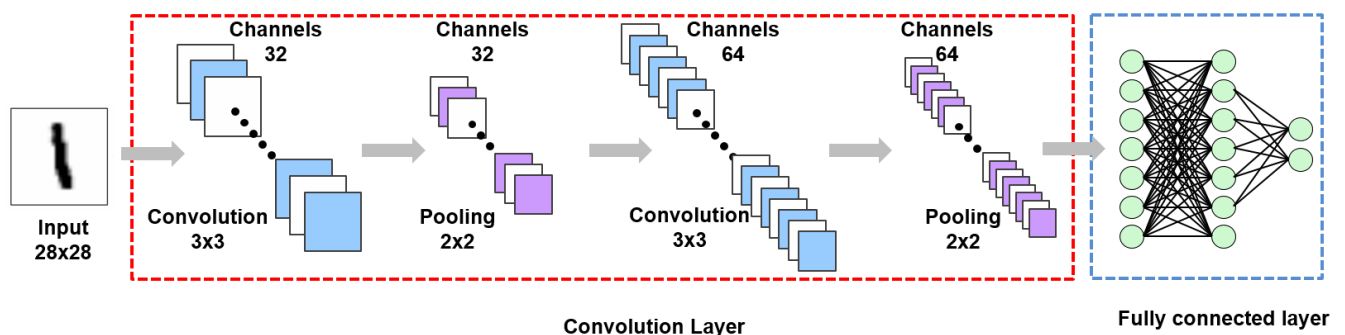 Channels
32
Channels
32
Channels
64
Channels
64
Input
28x28
Convolution
3x3
Pooling
2x2
Convolution
3x3
Pooling
2x2
Convolution Layer
Fully connected layer